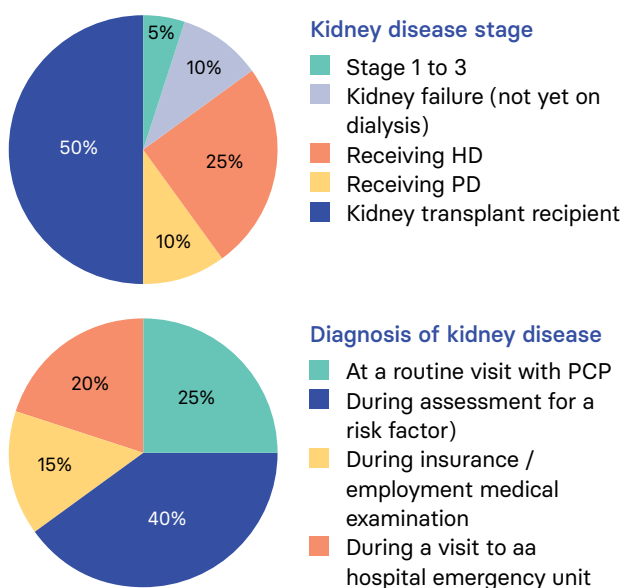 5%
10%
25%
10%
50%
Kidney disease stage
Stage 1 to 3
Kidney failure (not yet on
dialysis)
Receiving HD
Receiving PD
Kidney transplant recipient
25%
40%
15%
20%
Diagnosis of kidney disease
At a routine visit with PCP
During assessment for a
risk factor)
During insurance /
employment medical
examination
During a visit to aa
hospital emergency unit